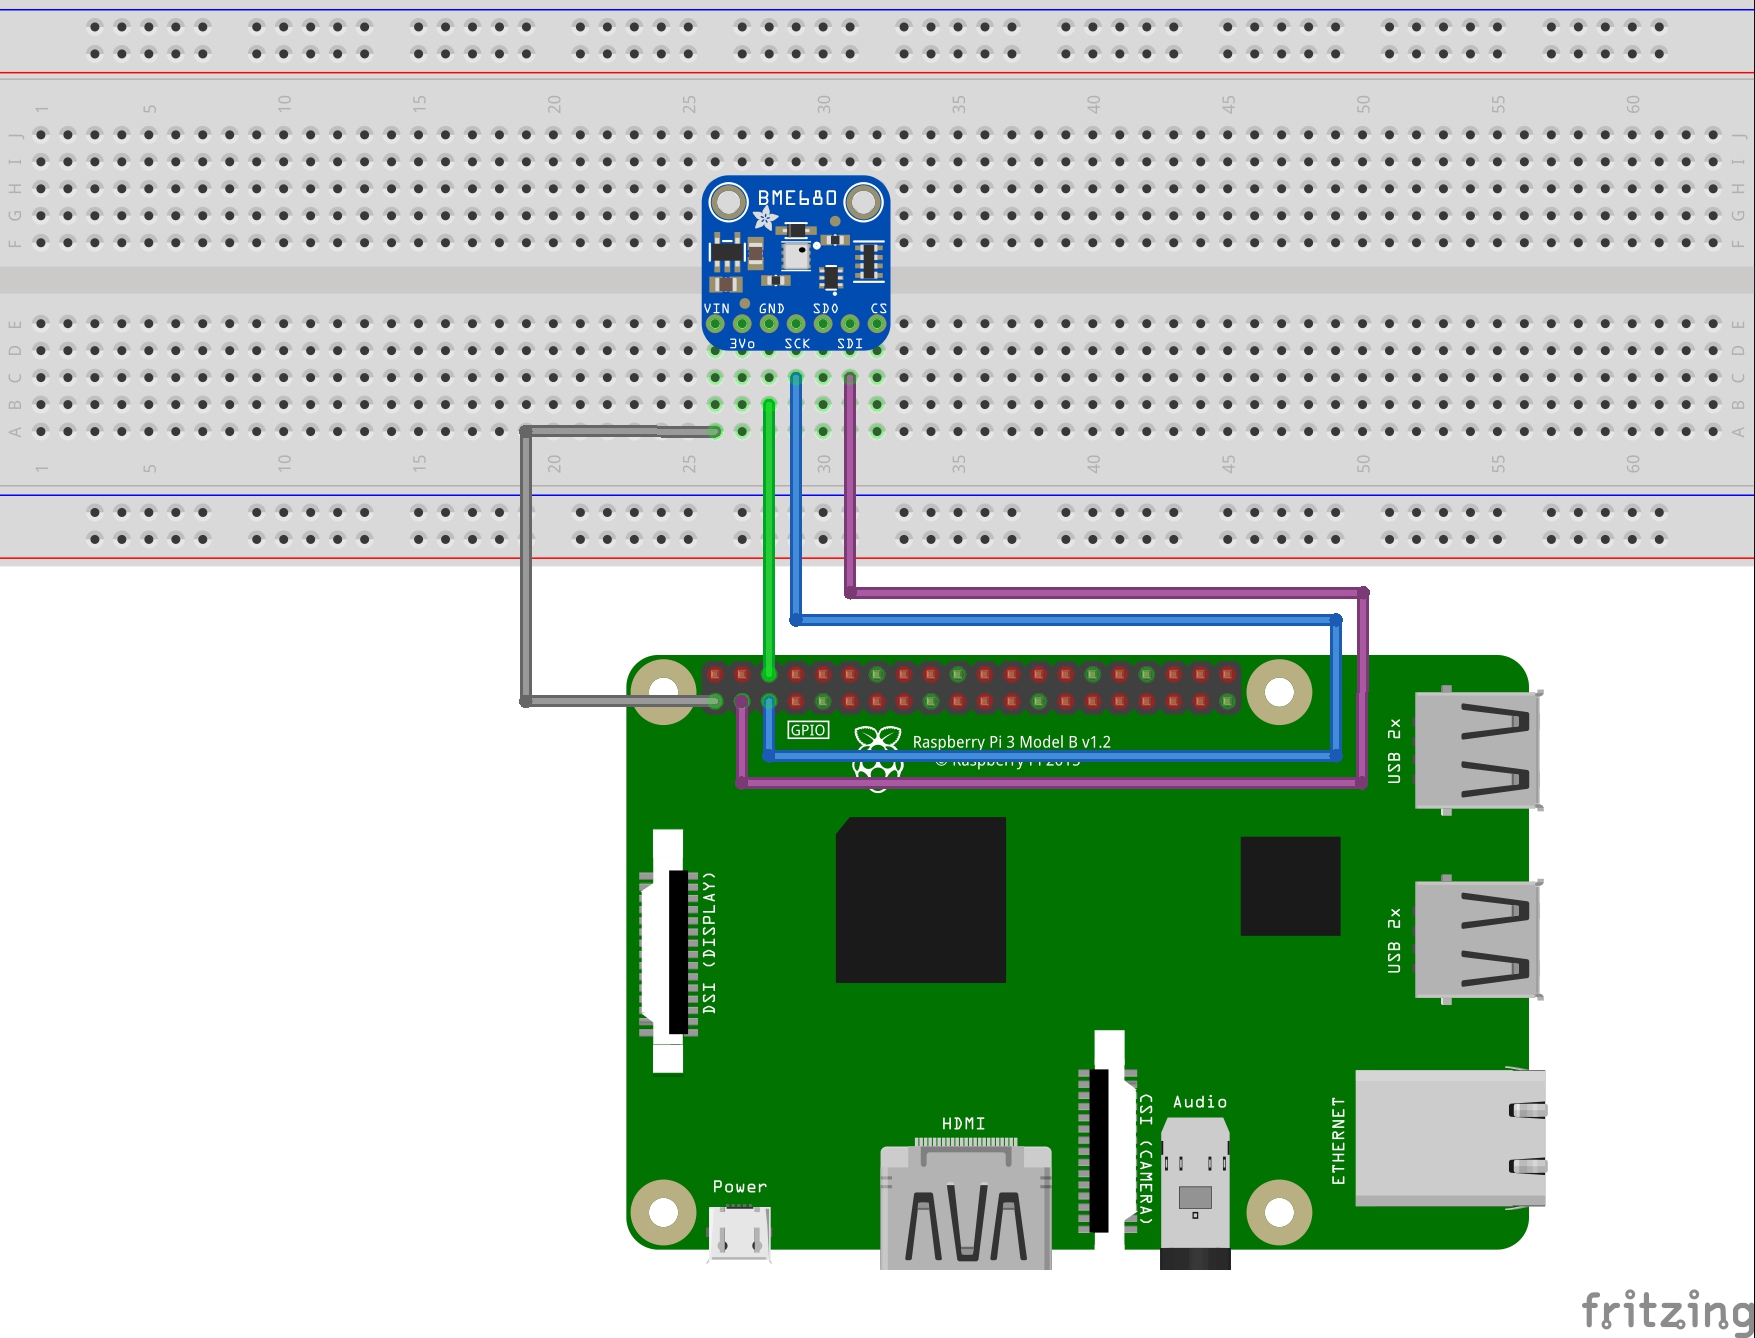 1 5 10 15 20 25 30 35 40 45 50 55 60
J J
I I
H H
G G
F F
BME680
VIN GND SDO CS
3Vo SCK SDI
E E
D D
C C
B B
A A
1 5 10 15 20 25 30 35 40 45 50 55 60
GPIO
Raspberry Pi 3 Model B v1.2
© Raspberry Pi 2015
USB 2x
USB 2x
DSI (DISPLAY)
CSI (CAMERA)
Audio
HDMI
ETHERNET
Power
fritzing